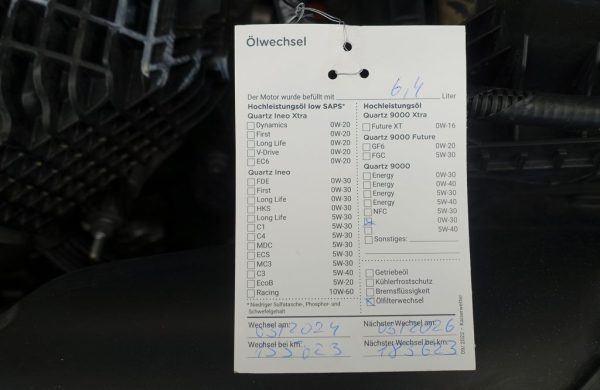 Ölwechsel
Der Motor wurde befüllt mit 6,4 Liter
Hochleistungsöl low SAPS*
Quartz Ineo Xtra
Dynamics 0W-20
First 0W-20
Long Life 0W-20
V-Drive 0W-20
EC6 0W-20
Quartz Ineo
FDE 0W-30
First 0W-30
Long Life 0W-30
HKS 5W-30
Long Life 5W-30
C1 5W-30
C4 5W-30
MDC 5W-30
ECS 5W-30
MC3 5W-30
C3 5W-40
EcoB 5W-20
Racing 10W-60
* Niedriger Sulfatasche-, Phosphor- und
Schwefelgehalt
Hochleistungsöl
Quartz 9000 Xtra
Future XT 0W-16
Quartz 9000 Future
GF6 0W-20
FGC 5W-30
Quartz 9000
Energy 0W-30
Energy 0W-40
Energy 5W-30
Energy 5W-40
NFC 5W-30
0W-30
5W-40
Sonstiges:
Getriebeöl
Kühlerfrostschutz
Bremsflüssigkeit
Ölfilterwechsel
Wechsel am: 03/2024
Nächster Wechsel am: 03/2026
Wechsel bei km: 153623
Nächster Wechsel bei km: 183623